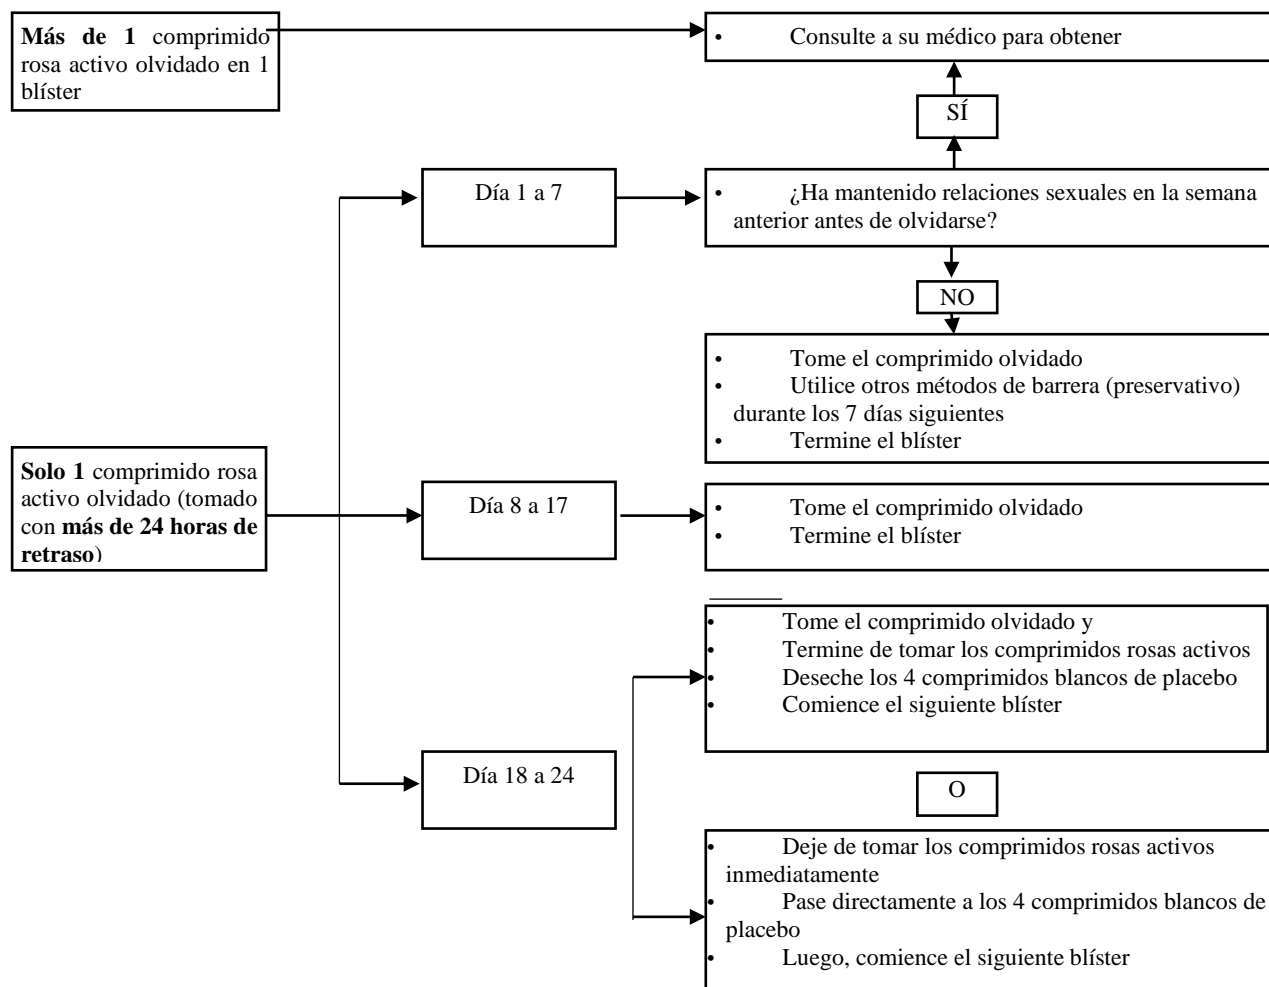 Más de 1 comprimido
rosa activo olvidado en 1
blíster
• Consulte a su médico para obtener
SÍ
Día 1 a 7
• ¿Ha mantenido relaciones sexuales en la semana
anterior antes de olvidarse?
NO
• Tome el comprimido olvidado
• Utilice otros métodos de barrera (preservativo)
durante los 7 días siguientes
• Termine el blíster
Solo 1 comprimido rosa
activo olvidado (tomado
con más de 24 horas de
retraso)
Día 8 a 17
• Tome el comprimido olvidado
• Termine el blíster
Día 18 a 24
• Tome el comprimido olvidado y
• Termine de tomar los comprimidos rosas activos
• Deseche los 4 comprimidos blancos de placebo
• Comience el siguiente blíster
O
• Deje de tomar los comprimidos rosas activos
inmediatamente
• Pase directamente a los 4 comprimidos blancos de
placebo
• Luego, comience el siguiente blíster